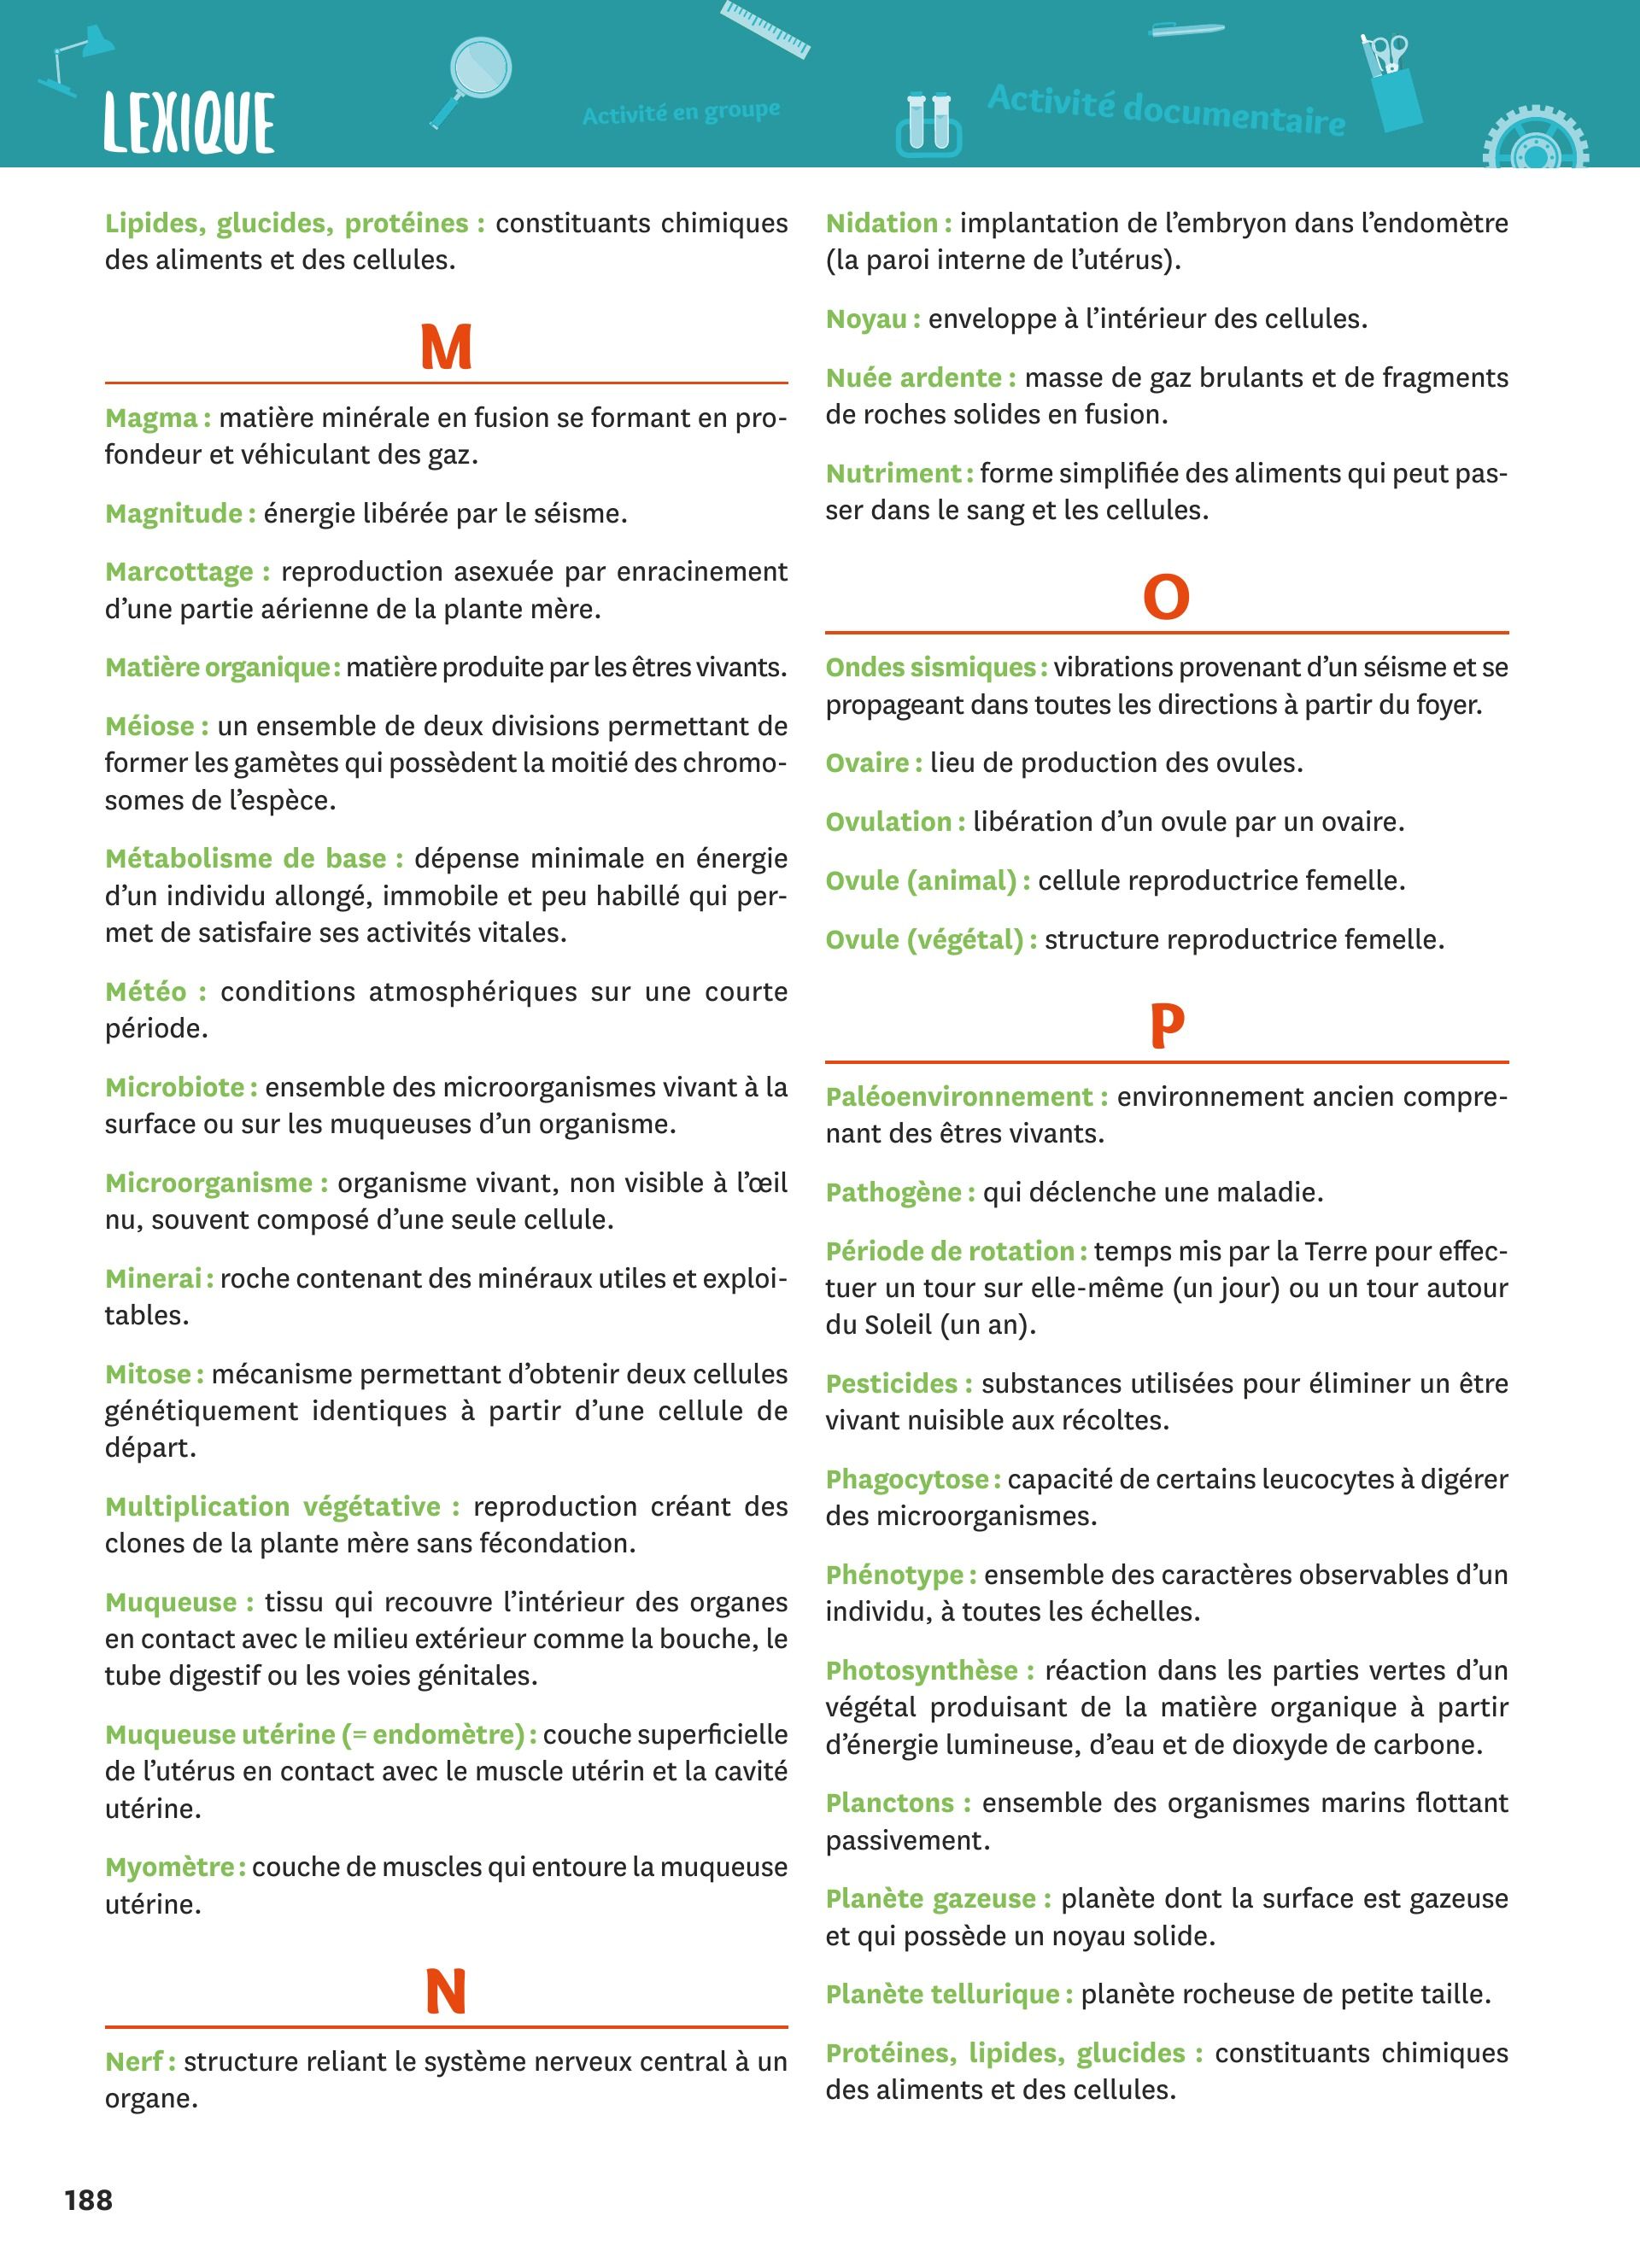 LEXIQUE
Activité en groupe
Activité documentaire
Lipides, glucides, protéines : constituants chimiques
des aliments et des cellules.
M
Magma : matière minérale en fusion se formant en pro-
fondeur et véhiculant des gaz.
Magnitude : énergie libérée par le séisme.
Marcottage : reproduction asexuée par enracinement
d’une partie aérienne de la plante mère.
Matière organique : matière produite par les êtres vivants.
Méiose : un ensemble de deux divisions permettant de
former les gamètes qui possèdent la moitié des chromo-
somes de l’espèce.
Métabolisme de base : dépense minimale en énergie
d’un individu allongé, immobile et peu habillé qui per-
met de satisfaire ses activités vitales.
Météo : conditions atmosphériques sur une courte
période.
Microbiote : ensemble des microorganismes vivant à la
surface ou sur les muqueuses d’un organisme.
Microorganisme : organisme vivant, non visible à l’œil
nu, souvent composé d’une seule cellule.
Minerai : roche contenant des minéraux utiles et exploi-
tables.
Mitose : mécanisme permettant d’obtenir deux cellules
génétiquement identiques à partir d’une cellule de
départ.
Multiplication végétative : reproduction créant des
clones de la plante mère sans fécondation.
Muqueuse : tissu qui recouvre l’intérieur des organes
en contact avec le milieu extérieur comme la bouche, le
tube digestif ou les voies génitales.
Muqueuse utérine (= endomètre) : couche superficielle
de l’utérus en contact avec le muscle utérin et la cavité
utérine.
Myomètre : couche de muscles qui entoure la muqueuse
utérine.
N
Nerf : structure reliant le système nerveux central à un
organe.
Nidation : implantation de l’embryon dans l’endomètre
(la paroi interne de l’utérus).
Noyau : enveloppe à l’intérieur des cellules.
Nuée ardente : masse de gaz brulants et de fragments
de roches solides en fusion.
Nutriment : forme simplifiée des aliments qui peut pas-
ser dans le sang et les cellules.
O
Ondes sismiques : vibrations provenant d’un séisme et se
propageant dans toutes les directions à partir du foyer.
Ovaire : lieu de production des ovules.
Ovulation : libération d’un ovule par un ovaire.
Ovule (animal) : cellule reproductrice femelle.
Ovule (végétal) : structure reproductrice femelle.
P
Paléoenvironnement : environnement ancien compre-
nant des êtres vivants.
Pathogène : qui déclenche une maladie.
Période de rotation : temps mis par la Terre pour effec-
tuer un tour sur elle-même (un jour) ou un tour autour
du Soleil (un an).
Pesticides : substances utilisées pour éliminer un être
vivant nuisible aux récoltes.
Phagocytose : capacité de certains leucocytes à digérer
des microorganismes.
Phénotype : ensemble des caractères observables d’un
individu, à toutes les échelles.
Photosynthèse : réaction dans les parties vertes d’un
végétal produisant de la matière organique à partir
d’énergie lumineuse, d’eau et de dioxyde de carbone.
Planctons : ensemble des organismes marins flottant
passivement.
Planète gazeuse : planète dont la surface est gazeuse
et qui possède un noyau solide.
Planète tellurique : planète rocheuse de petite taille.
Protéines, lipides, glucides : constituants chimiques
des aliments et des cellules.
188